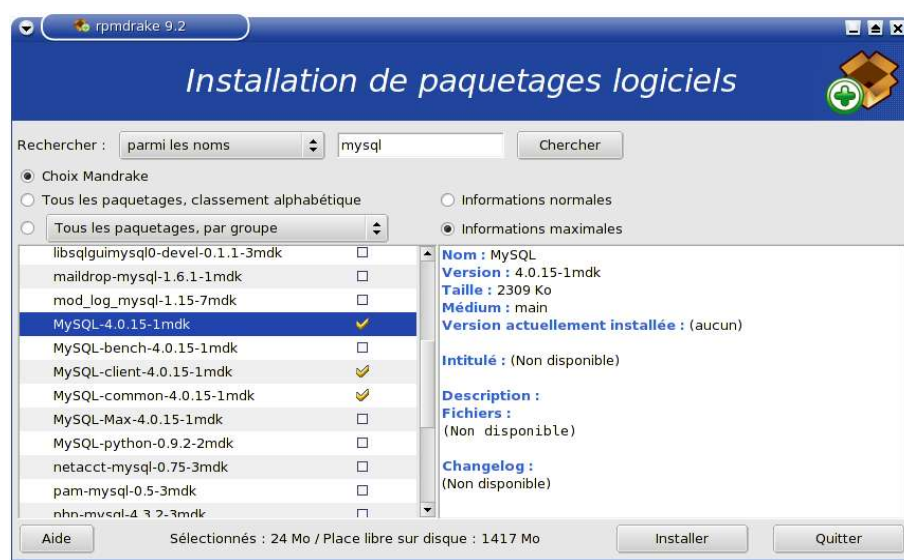 rpmdrake 9.2
Installation de paquetages logiciels
Rechercher : parmi les noms mysql Chercher
Choix Mandrake
Tous les paquetages, classement alphabétique
Informations normales
Tous les paquetages, par groupe
Informations maximales
libsqlguimysql0-devel-0.1.1-3mdk
maildrop-mysql-1.6.1-1mdk
mod_log_mysql-1.15-7mdk
MySQL-4.0.15-1mdk
MySQL-bench-4.0.15-1mdk
MySQL-client-4.0.15-1mdk
MySQL-common-4.0.15-1mdk
MySQL-Max-4.0.15-1mdk
MySQL-python-0.9.2-2mdk
netacct-mysql-0.75-3mdk
pam-mysql-0.5-3mdk
php-mysql-4.3.2-3mdk
Nom : MySQL
Version : 4.0.15-1mdk
Taille : 2309 Ko
Médium : main
Version actuellement installée : (aucun)
Intitulé : (Non disponible)
Description :
Fichiers :
(Non disponible)
Changelog :
(Non disponible)
Aide Sélectionnés : 24 Mo / Place libre sur disque : 1417 Mo Installer Quitter